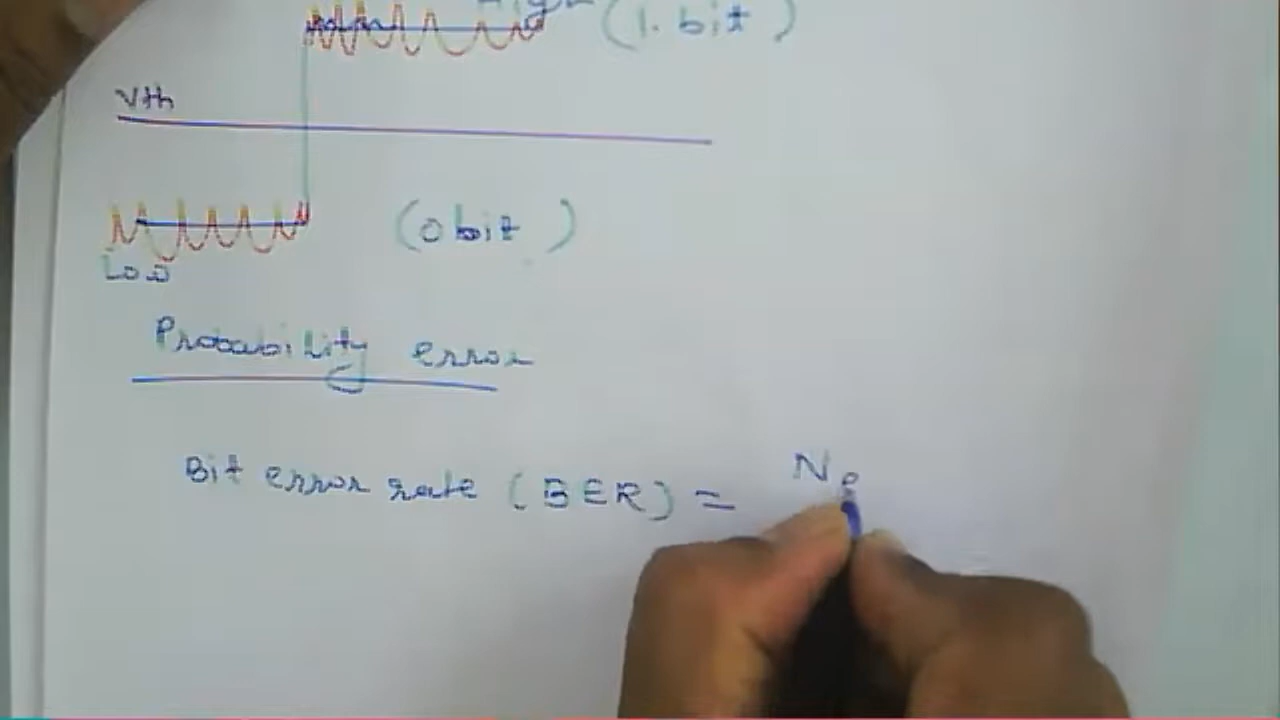 (1. bit )
Vth
(0 bit )
Low
Probability error
Bit error rate (BER) = Ne